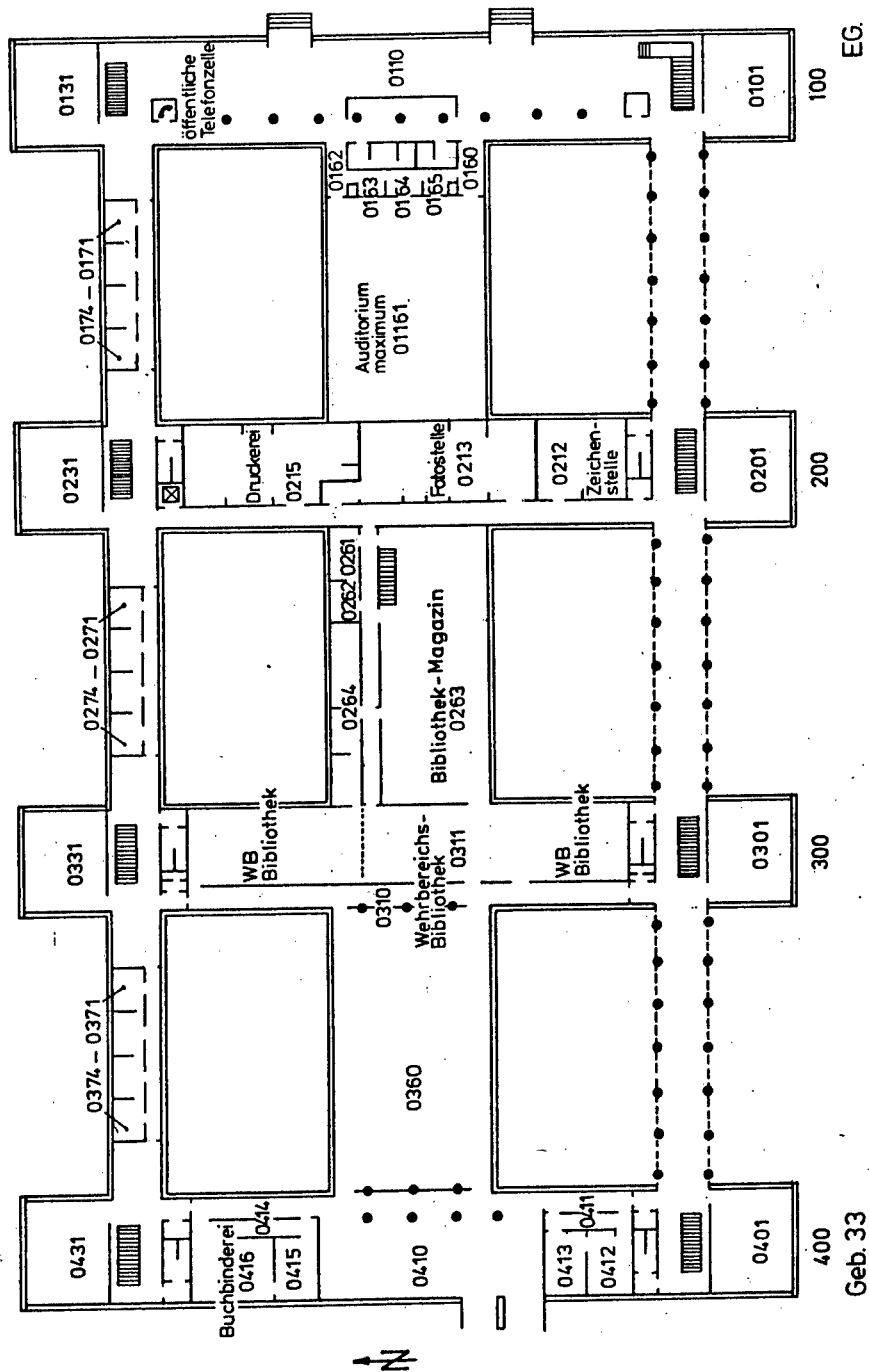 0431
0374 – 0371
0331
0274 – 0271
0231
0174 – 0171
0131
öffentliche
Telefonzelle
Buchbinderei
0416
0414
0415
WB
Bibliothek
Druckerei
0215
0264
0262
0261
0162
0163
0164
0165
0160
0110
0410
0360
0310
Wehrbereichs-
Bibliothek
0311
Bibliothek-Magazin
0263
Fotostelle
0213
Auditorium
maximum
01161
0413
0412
0411
WB
Bibliothek
0212
Zeichen-
stelle
0401
0301
0201
0101
400
300
200
100
Geb. 33
EG.
N